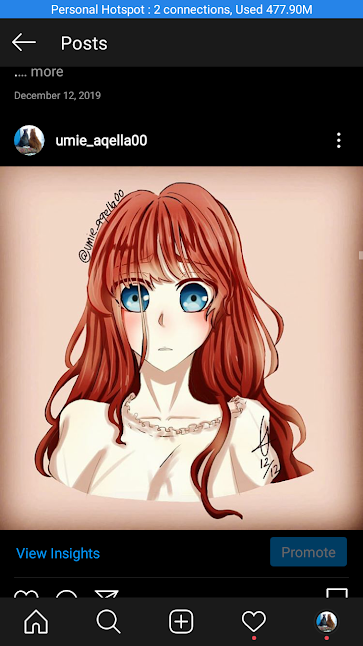 Personal Hotspot : 2 connections, Used 477.90M
Posts
.... more
December 12, 2019
umie_aqella00
@umie_aqella00
12/12
View Insights
Promote